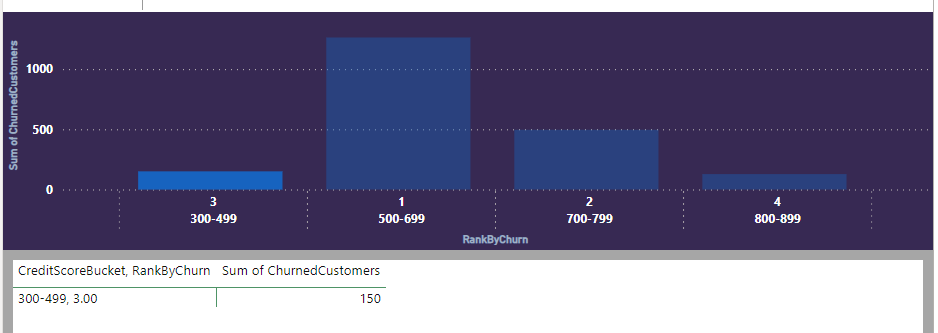 Sum of ChurnedCustomers
1000
500
0
3 1 2 4
300-499 500-699 700-799 800-899
RankByChurn
CreditScoreBucket, RankByChurn Sum of ChurnedCustomers
300-499, 3.00 150